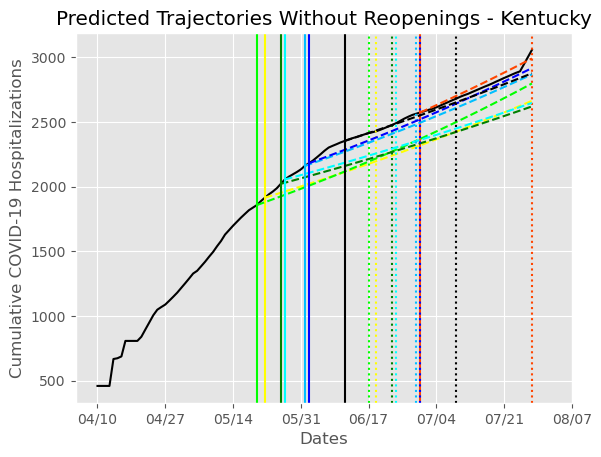 Predicted Trajectories Without Reopenings - Kentucky
Cumulative COVID-19 Hospitalizations
3000
2500
2000
1500
1000
500
04/10 04/27 05/14 05/31 06/17 07/04 07/21 08/07
Dates